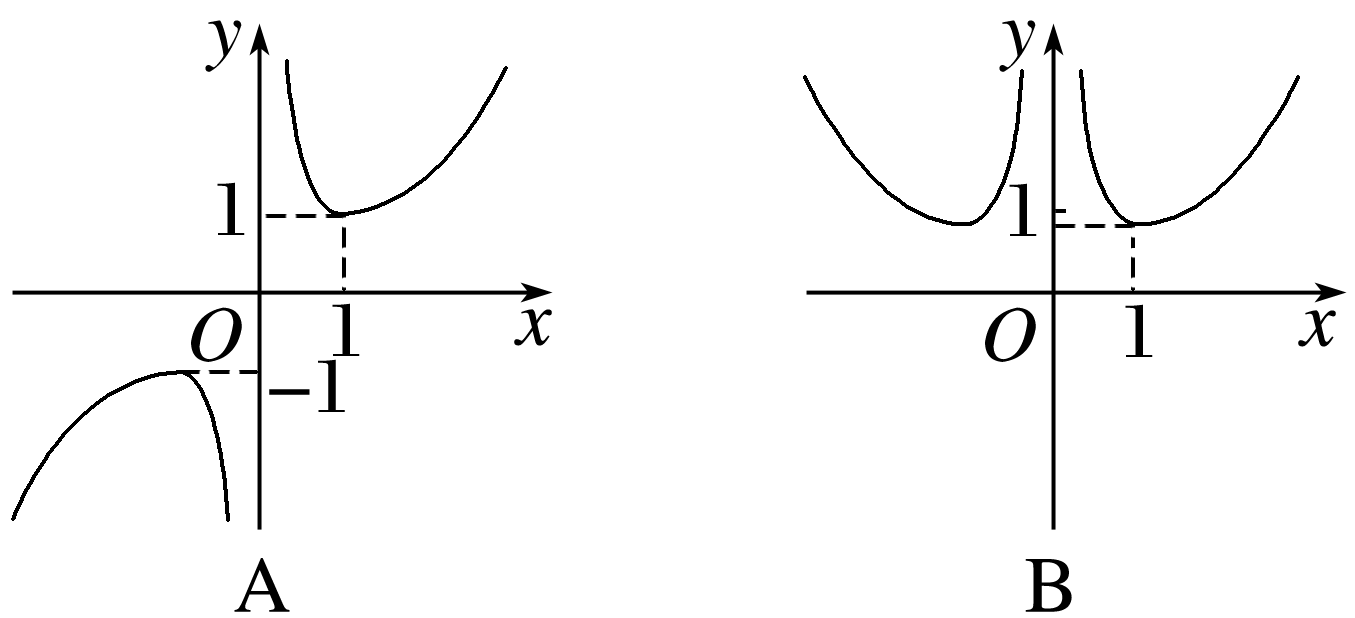 y y
1 1
O 1 x O 1 x
−1
A B